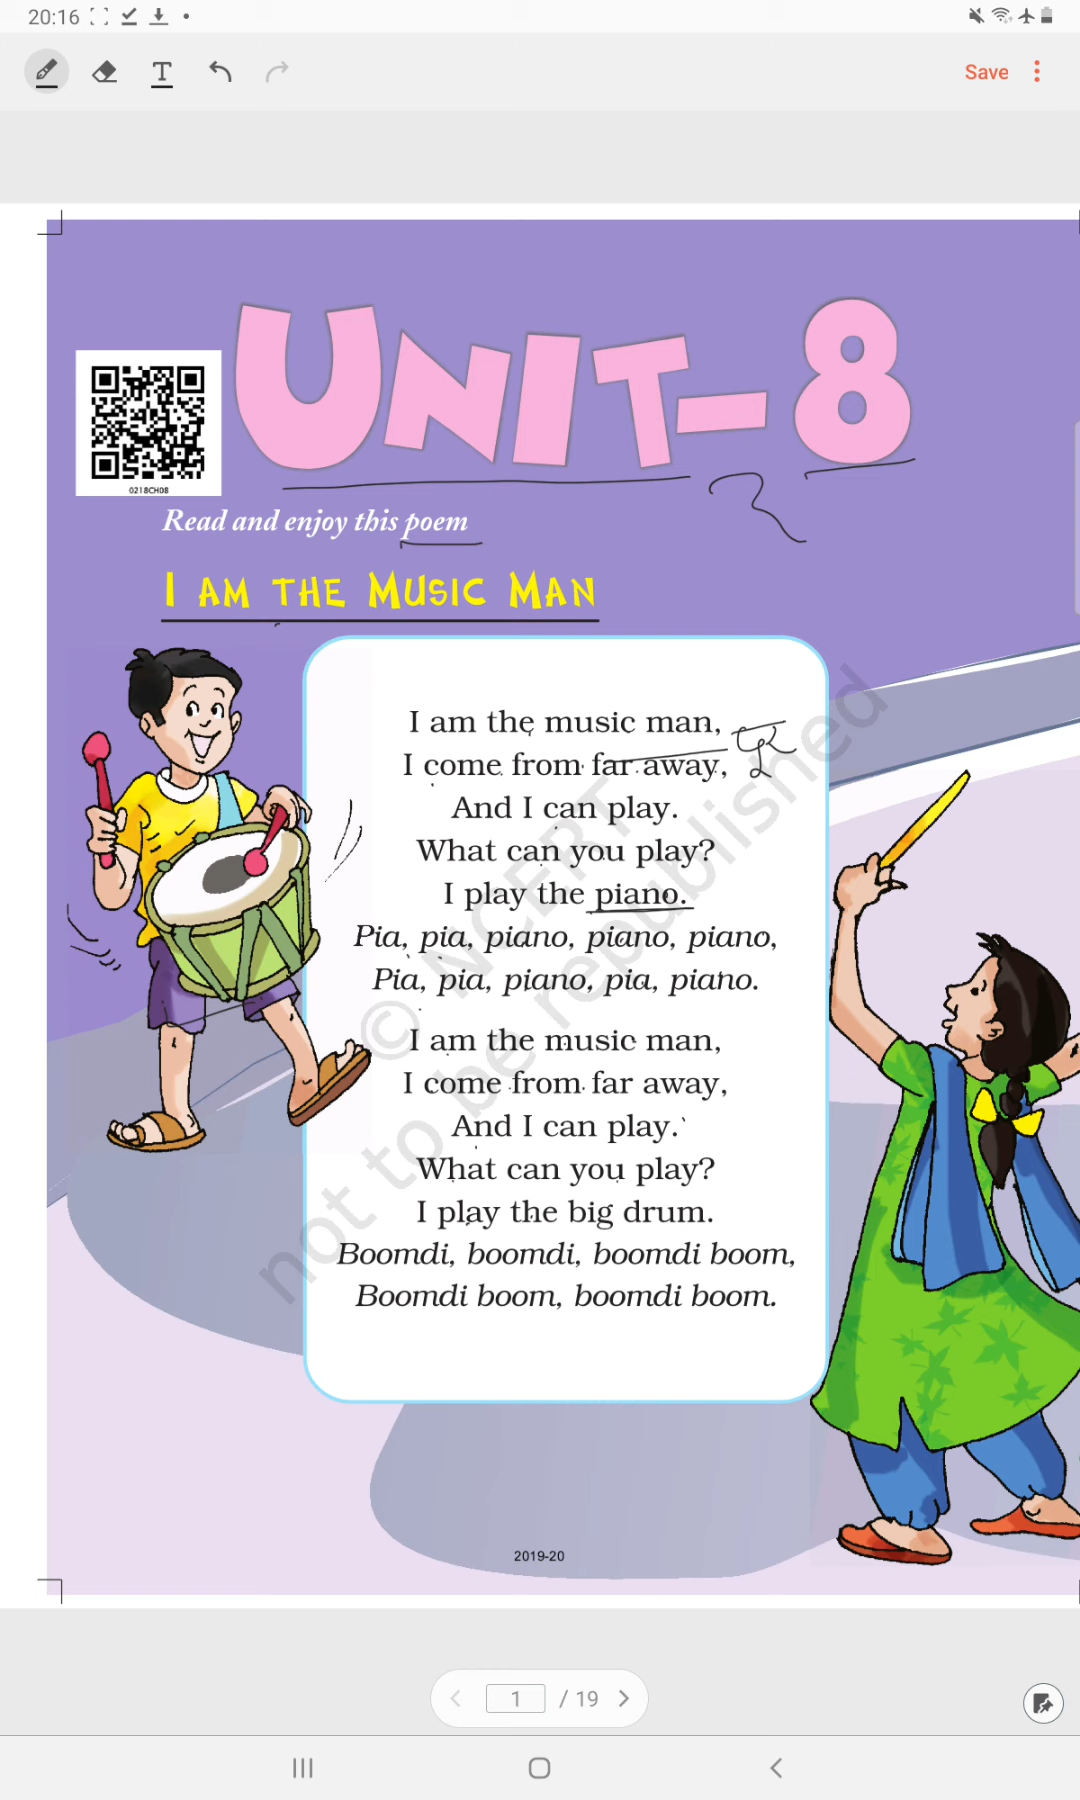 20:16
Save
UNIT-8
0218CH08
Read and enjoy this poem
I AM THE MUSIC MAN
I am the music man,
I come from far away,
And I can play.
What can you play?
I play the piano.
Pia, pia, piano, piano, piano,
Pia, pia, piano, pia, piano.
I am the music man,
I come from far away,
And I can play.
What can you play?
I play the big drum.
Boomdi, boomdi, boomdi boom,
Boomdi boom, boomdi boom.
© NCERT
not to be republished
2019-20
1 / 19